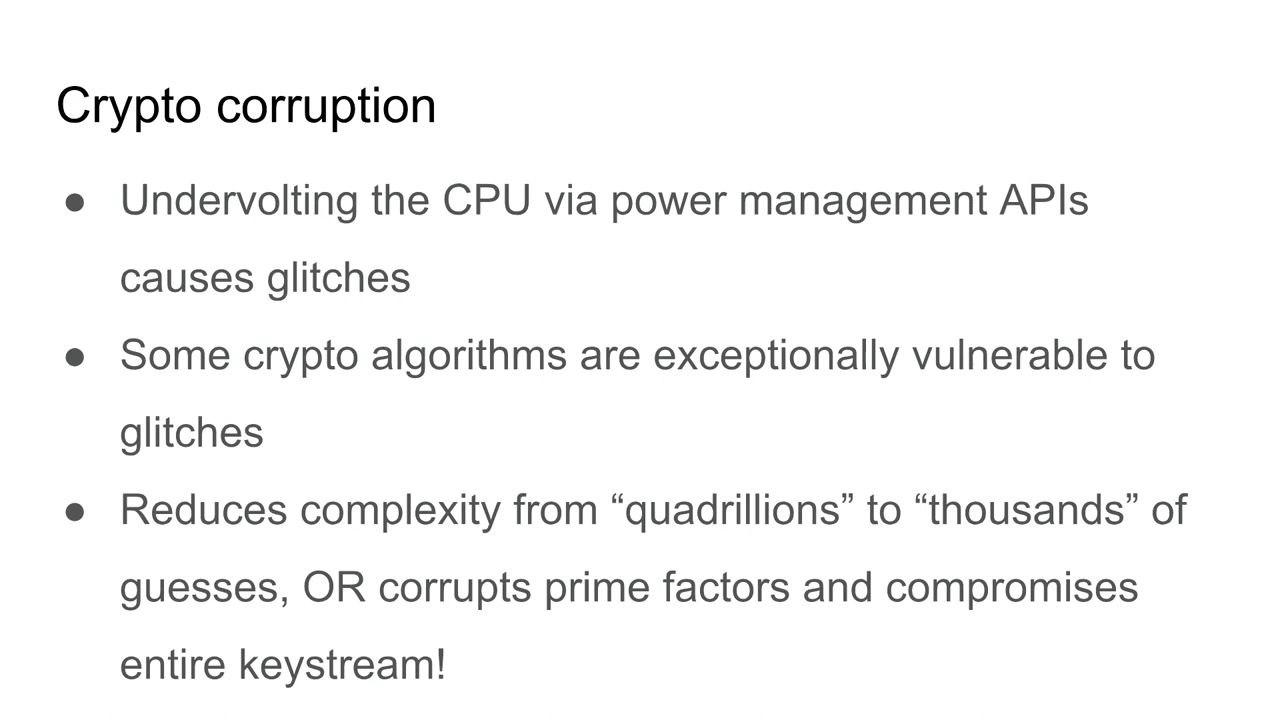 Crypto corruption
● Undervolting the CPU via power management APIs
causes glitches
● Some crypto algorithms are exceptionally vulnerable to
glitches
● Reduces complexity from “quadrillions” to “thousands” of
guesses, OR corrupts prime factors and compromises
entire keystream!